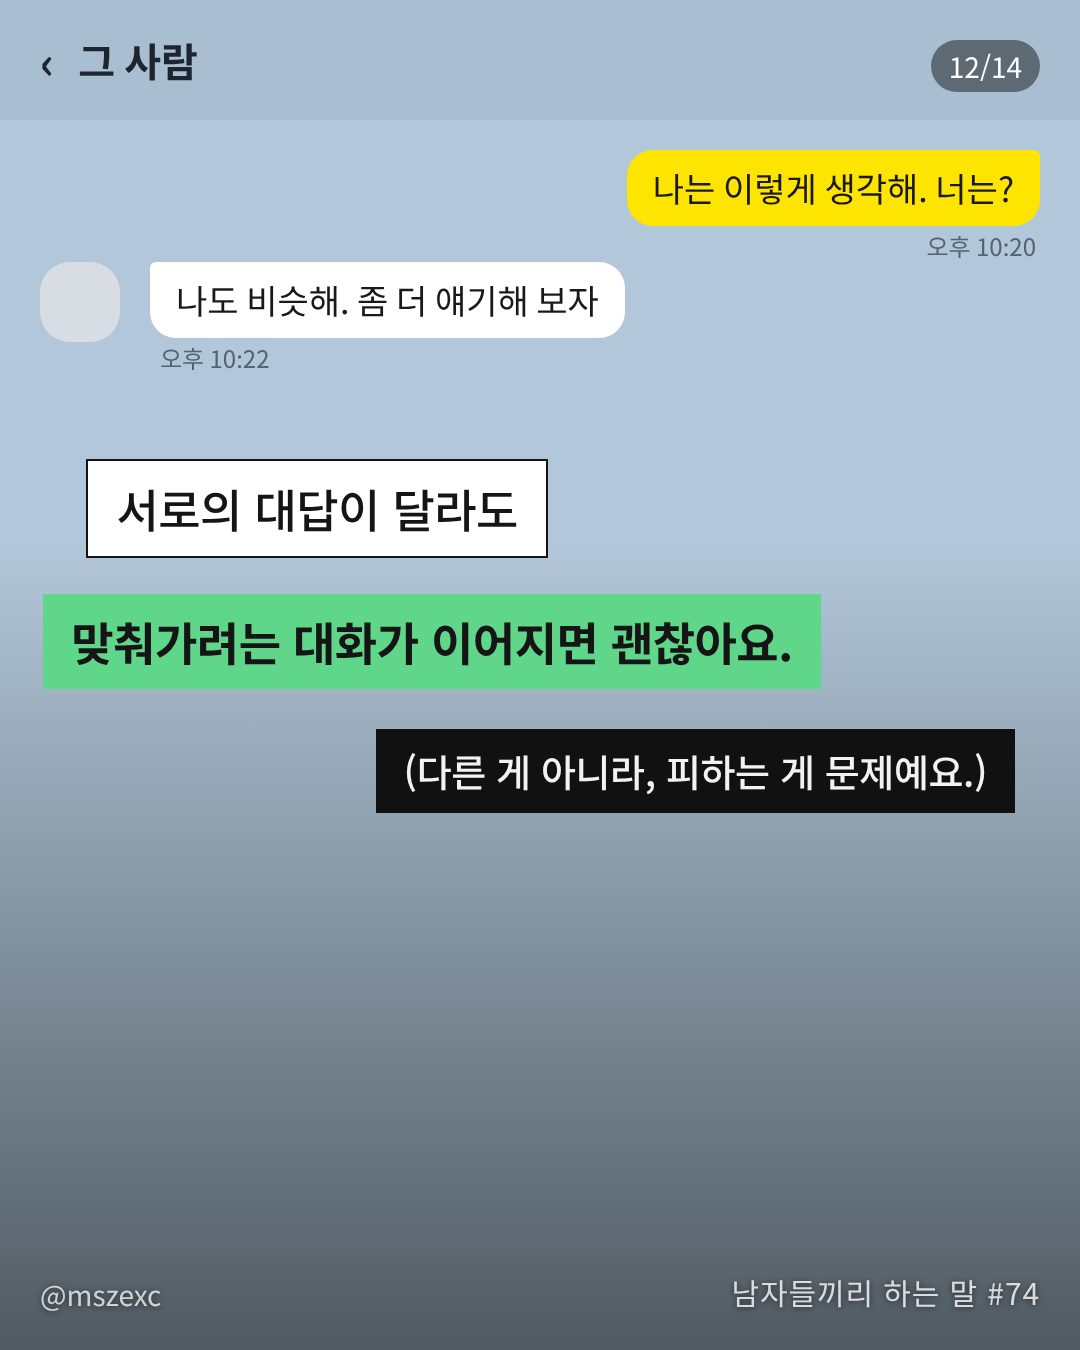 ‹ 그 사람
12/14
나는 이렇게 생각해. 너는?
오후 10:20
나도 비슷해. 좀 더 얘기해 보자
오후 10:22
서로의 대답이 달라도
맞춰가려는 대화가 이어지면 괜찮아요.
(다른 게 아니라, 피하는 게 문제예요.)
@mszexc
남자들끼리 하는 말 #74